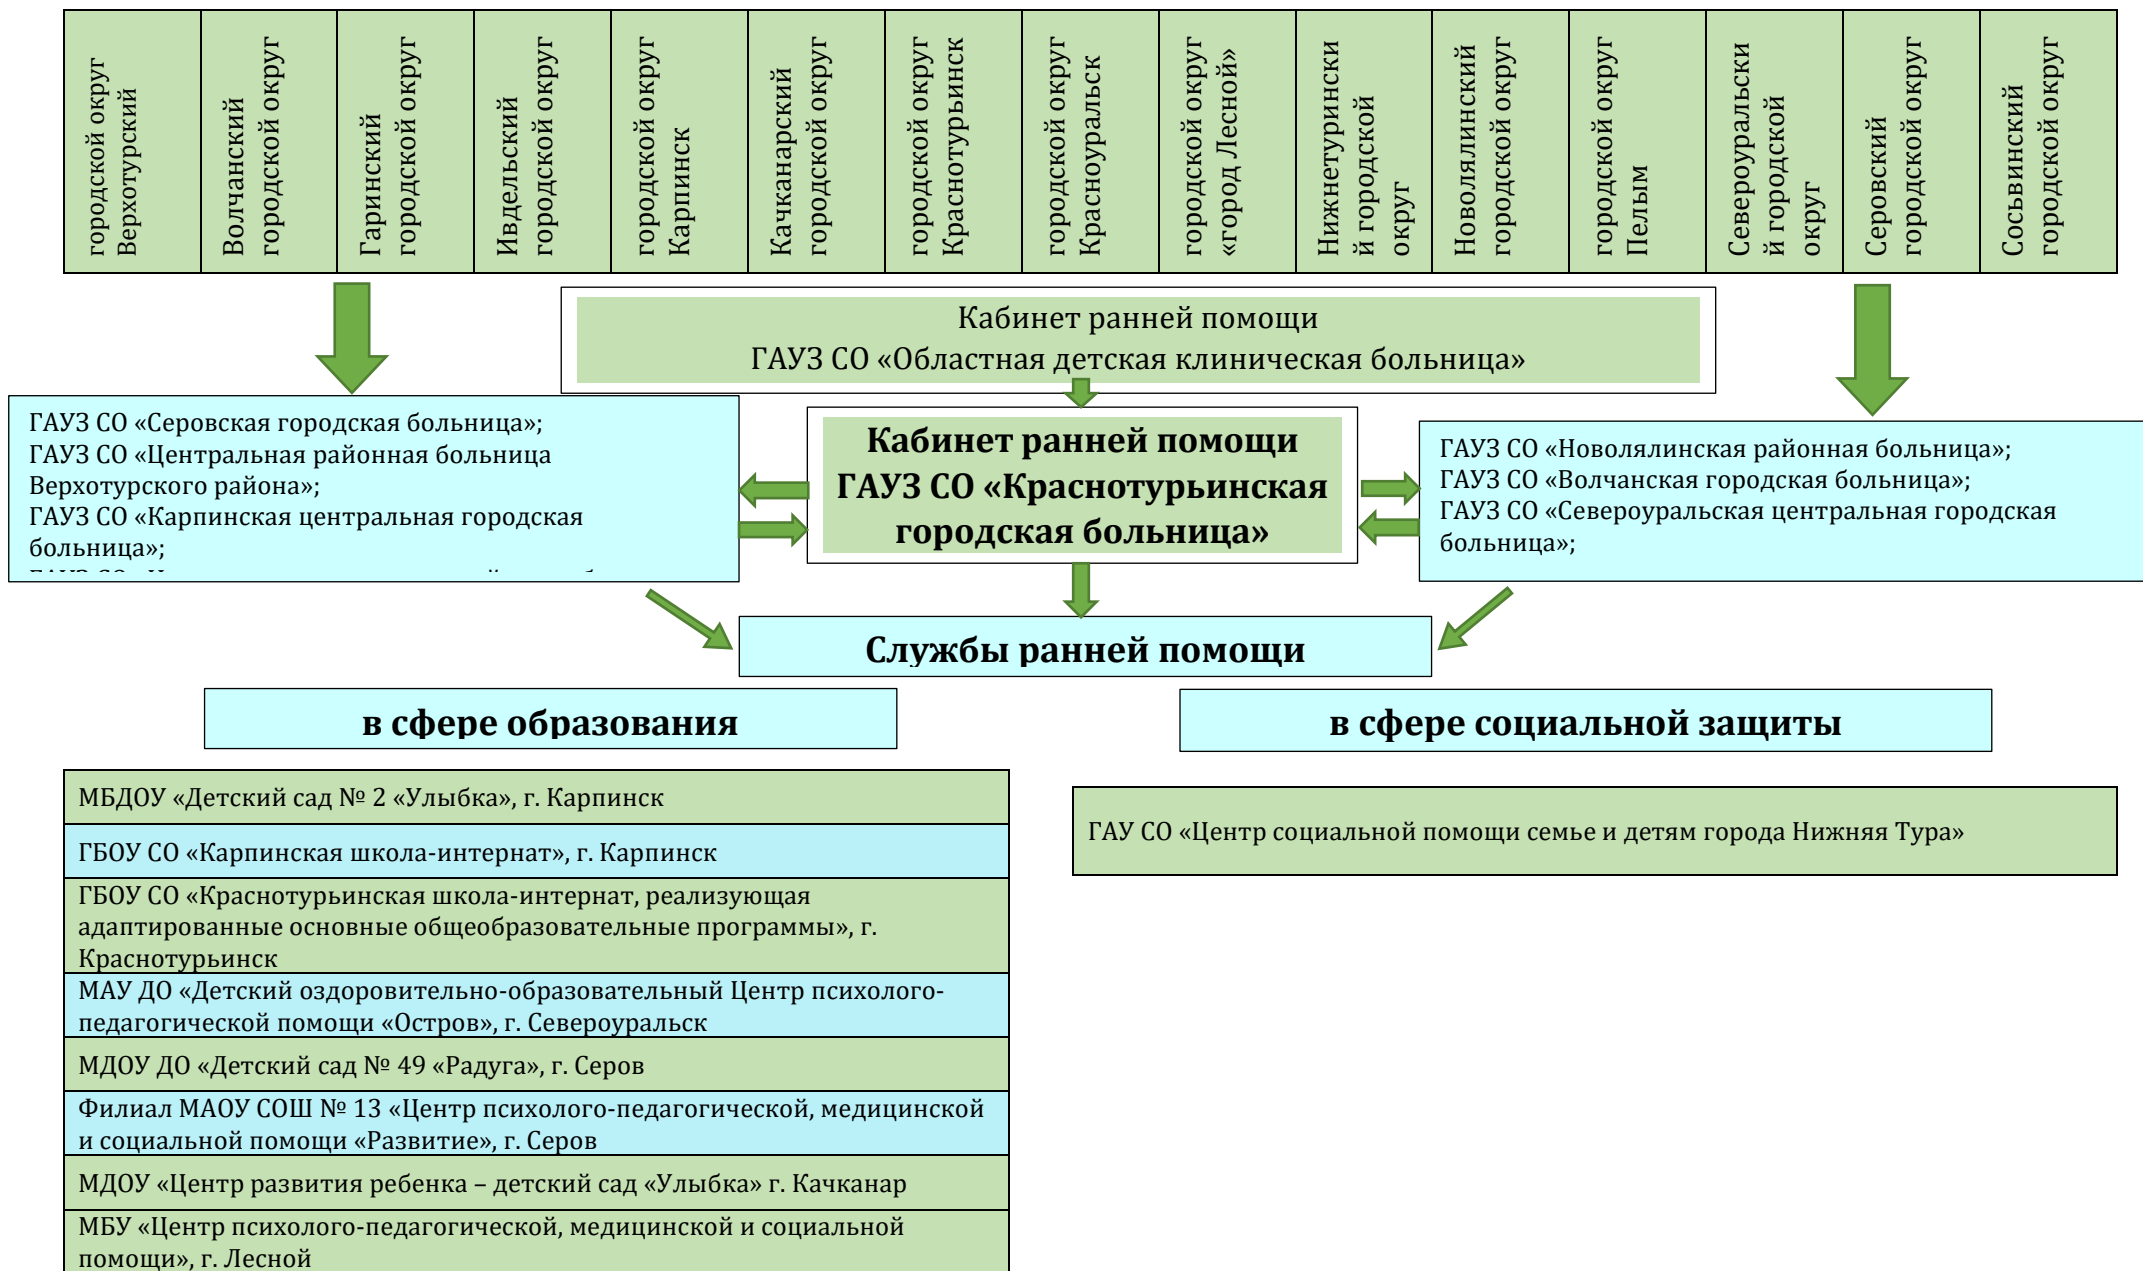 городской округ
Верхотурский
Волчанский
городской округ
Гаринский
городской округ
Ивдельский
городской округ
городской округ
Карпинск
Качканарский
городской округ
городской округ
Краснотурьинск
городской округ
Красноуральск
городской округ
«город Лесной»
Нижнетурински
й городской
округ
Новолялинский
городской округ
городской округ
Пелым
Североуральски
й городской
округ
Серовский
городской округ
Сосьвинский
городской округ
Кабинет ранней помощи
ГАУЗ СО «Областная детская клиническая больница»
ГАУЗ СО «Серовская городская больница»;
ГАУЗ СО «Центральная районная больница
Верхотурского района»;
ГАУЗ СО «Карпинская центральная городская
больница»;
Кабинет ранней помощи
ГАУЗ СО «Краснотурьинская
городская больница»
ГАУЗ СО «Новолялинская районная больница»;
ГАУЗ СО «Волчанская городская больница»;
ГАУЗ СО «Североуральская центральная городская
больница»;
Службы ранней помощи
в сфере образования
в сфере социальной защиты
МБДОУ «Детский сад № 2 «Улыбка», г. Карпинск
ГБОУ СО «Карпинская школа-интернат», г. Карпинск
ГБОУ СО «Краснотурьинская школа-интернат, реализующая
адаптированные основные общеобразовательные программы», г.
Краснотурьинск
МАУ ДО «Детский оздоровительно-образовательный Центр психолого-
педагогической помощи «Остров», г. Североуральск
МДОУ ДО «Детский сад № 49 «Радуга», г. Серов
Филиал МАОУ СОШ № 13 «Центр психолого-педагогической, медицинской
и социальной помощи «Развитие», г. Серов
МДОУ «Центр развития ребенка – детский сад «Улыбка» г. Качканар
МБУ «Центр психолого-педагогической, медицинской и социальной
помощи», г. Лесной
ГАУ СО «Центр социальной помощи семье и детям города Нижняя Тура»